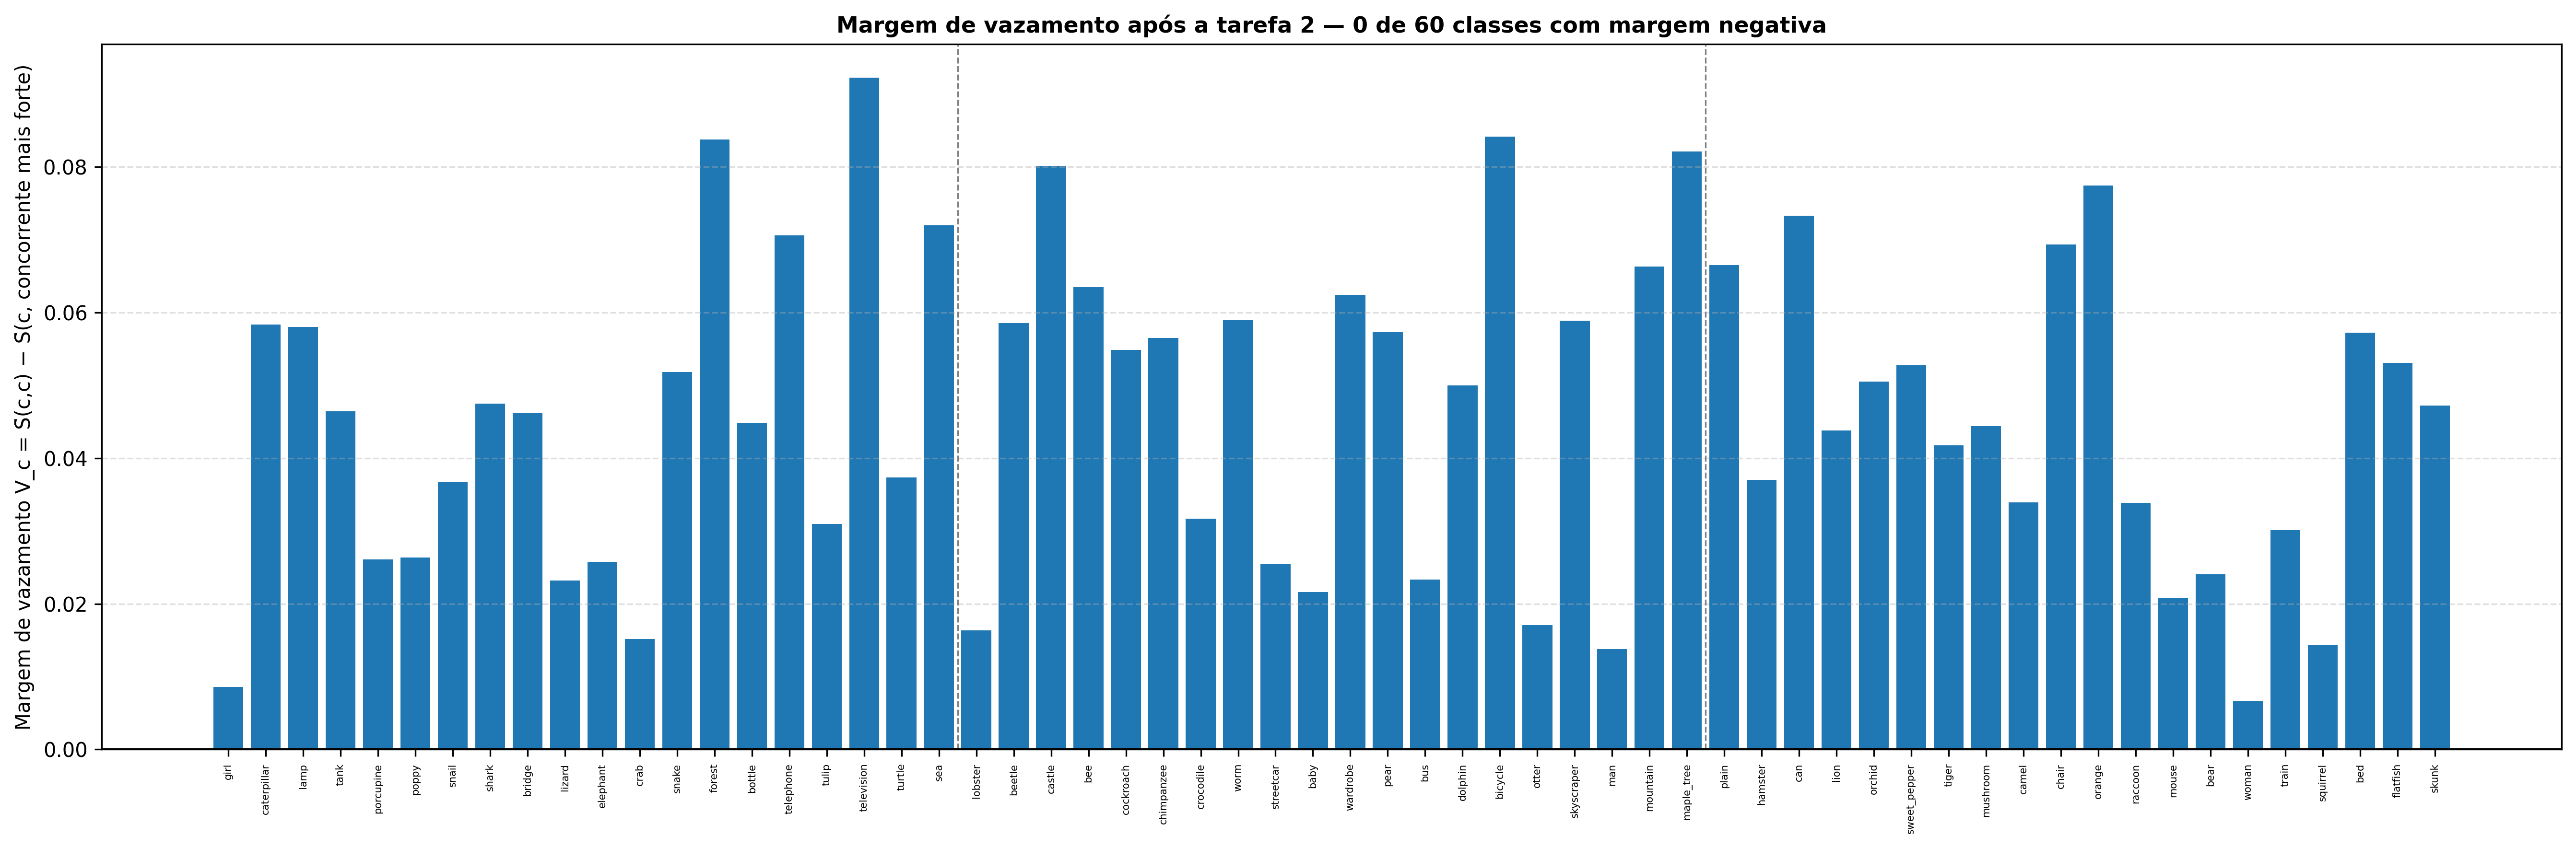 Margem de vazamento após a tarefa 2 — 0 de 60 classes com margem negativa
Margem de vazamento V_c = S(c,c) − S(c, concorrente mais forte)
0.08
0.06
0.04
0.02
0.00
girl
caterpillar
lamp
tank
porcupine
poppy
snail
shark
bridge
lizard
elephant
crab
snake
forest
bottle
telephone
tulip
television
turtle
sea
lobster
beetle
castle
bee
cockroach
chimpanzee
crocodile
worm
streetcar
baby
wardrobe
pear
bus
dolphin
bicycle
otter
skyscraper
man
mountain
maple_tree
plain
hamster
can
lion
orchid
sweet_pepper
tiger
mushroom
camel
chair
orange
raccoon
mouse
bear
woman
train
squirrel
bed
flatfish
skunk